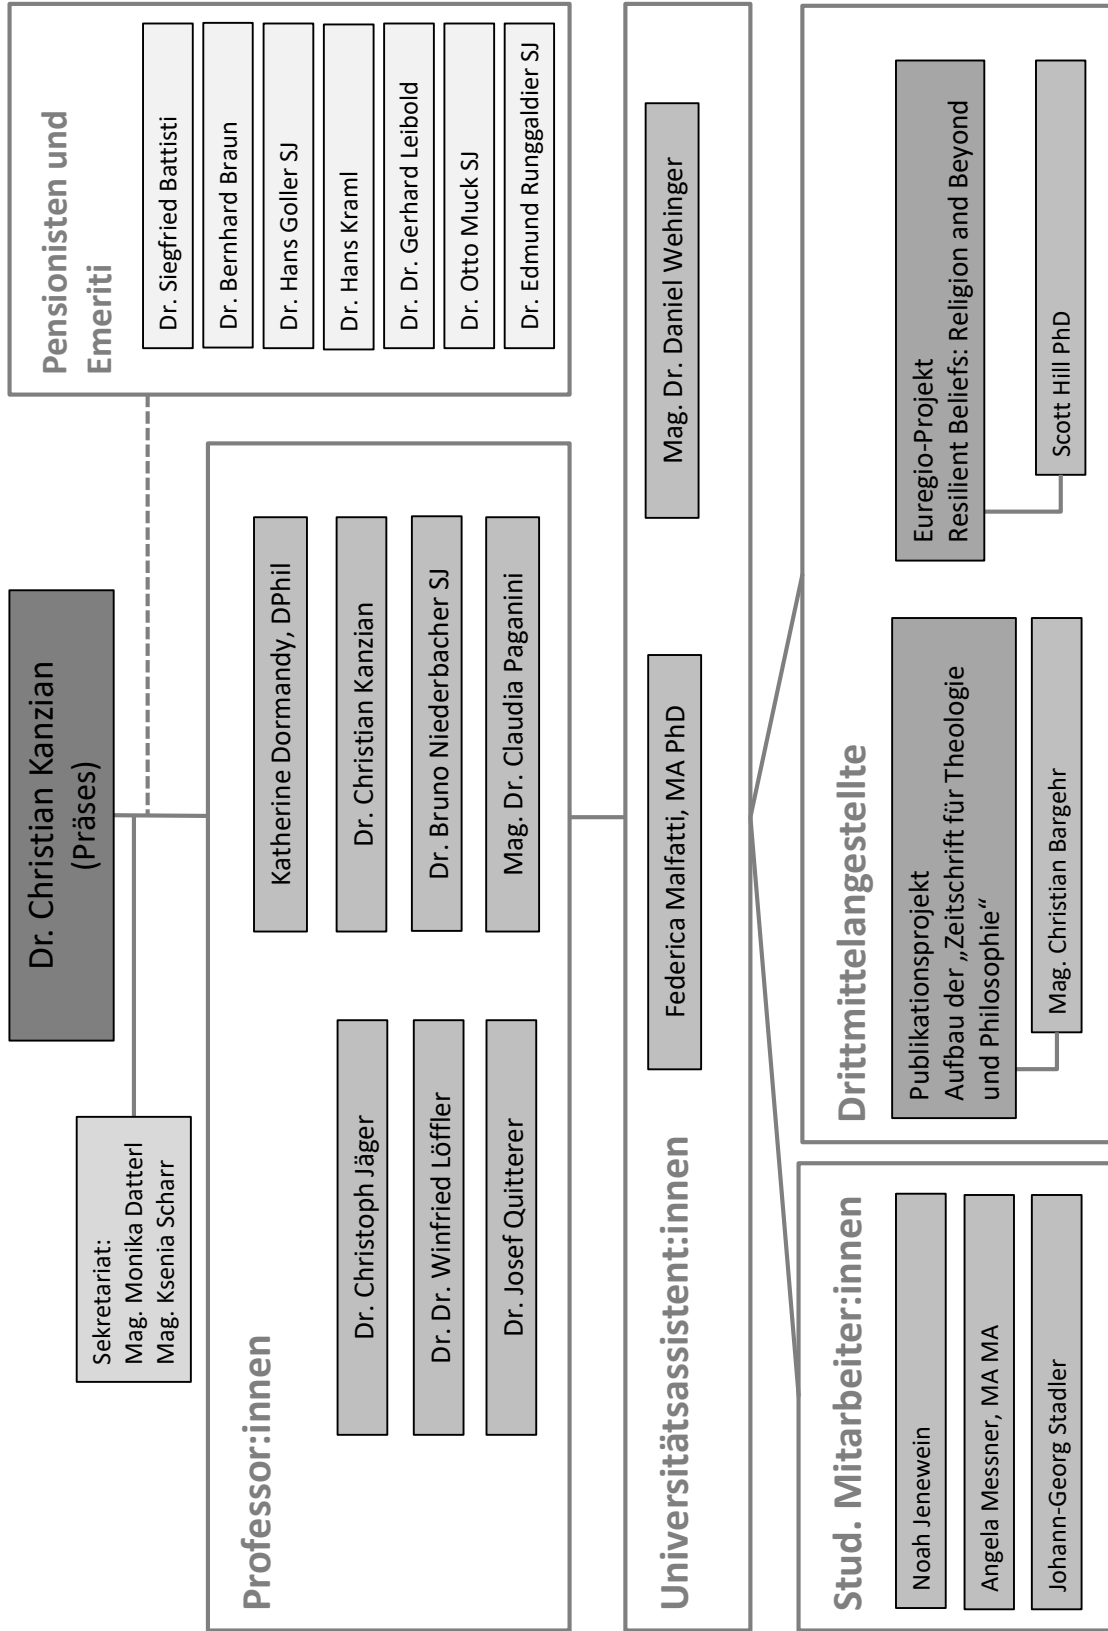 Dr. Christian Kanzian
(Präses)
Sekretariat:
Mag. Monika Datterl
Mag. Ksenia Scharr
Pensionisten und
Emeriti
Dr. Siegfried Battisti
Dr. Bernhard Braun
Dr. Hans Goller SJ
Dr. Hans Kraml
Dr. Dr. Gerhard Leibold
Dr. Otto Muck SJ
Dr. Edmund Runggaldier SJ
Professor:innen
Dr. Christoph Jäger
Dr. Dr. Winfried Löffler
Dr. Josef Quitterer
Katherine Dormandy, DPhil
Dr. Christian Kanzian
Dr. Bruno Niederbacher SJ
Mag. Dr. Claudia Paganini
Universitätsassistent:innen
Federica Malfatti, MA PhD
Mag. Dr. Daniel Wehinger
Stud. Mitarbeiter:innen
Noah Jenewein
Angela Messner, MA MA
Johann-Georg Stadler
Drittmittelangestellte
Publikationsprojekt
Aufbau der „Zeitschrift für Theologie
und Philosophie“
Mag. Christian Bargehr
Euregio-Projekt
Resilient Beliefs: Religion and Beyond
Scott Hill PhD